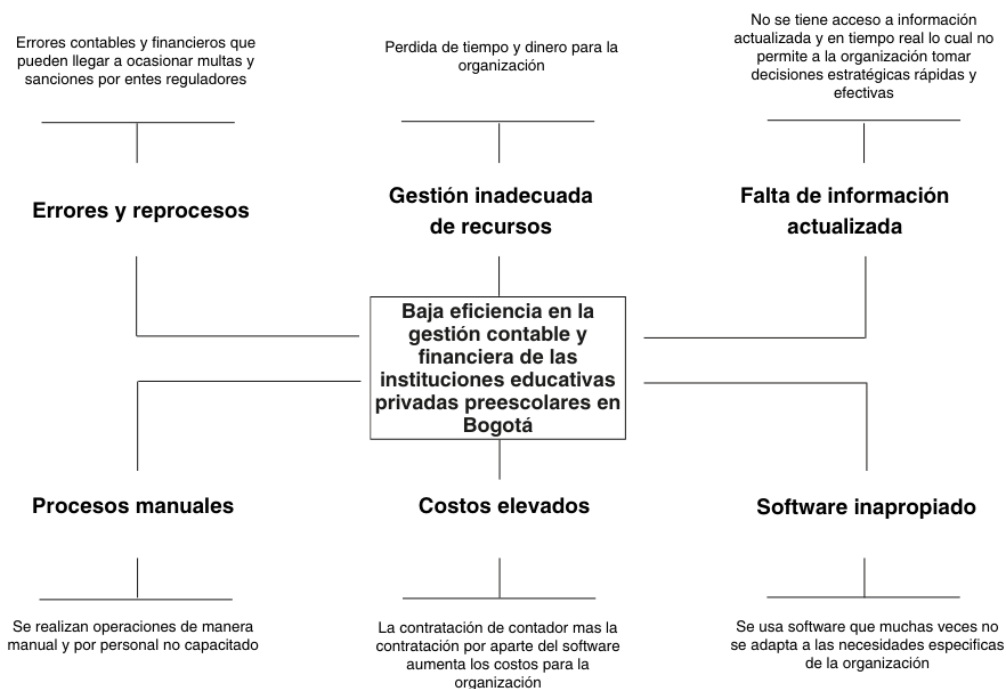 Errores contables y financieros que
pueden llegar a ocasionar multas y
sanciones por entes reguladores
Perdida de tiempo y dinero para la
organización
No se tiene acceso a información
actualizada y en tiempo real lo cual no
permite a la organización tomar
decisiones estratégicas rápidas y
efectivas
Errores y reprocesos
Gestión inadecuada
de recursos
Falta de información
actualizada
Baja eficiencia en la
gestión contable y
financiera de las
instituciones educativas
privadas preescolares en
Bogotá
Procesos manuales
Costos elevados
Software inapropiado
Se realizan operaciones de manera
manual y por personal no capacitado
La contratación de contador mas la
contratación por aparte del software
aumenta los costos para la
organización
Se usa software que muchas veces no
se adapta a las necesidades especificas
de la organización